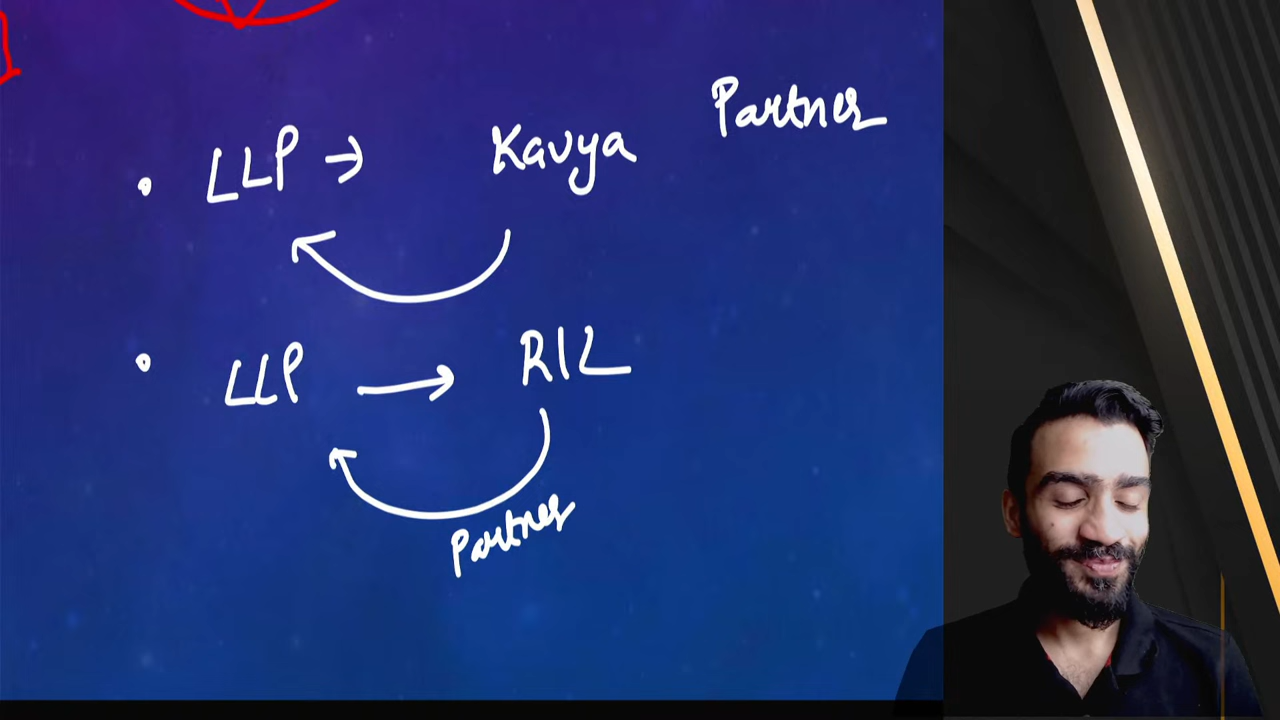 Partner
• LLP → Kavya
• LLP → RIL
Partner